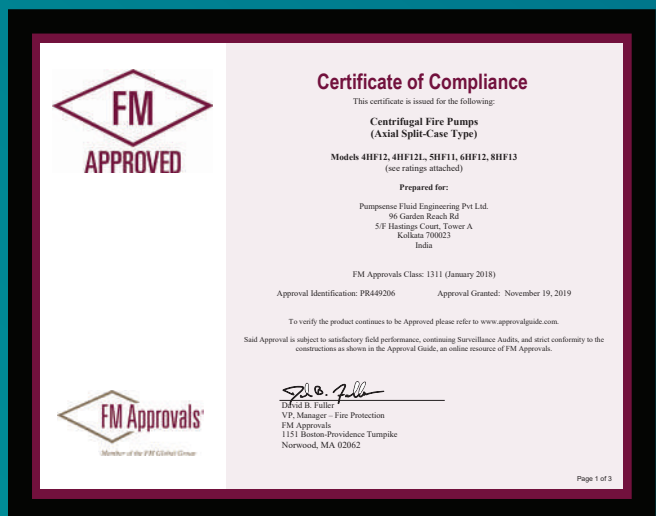 FM
APPROVED
Certificate of Compliance
This certificate is issued for the following:
Centrifugal Fire Pumps
(Axial Split-Case Type)
Models 4HF12, 4HF12L, 5HF11, 6HF12, 8HF13
(see ratings attached)
Prepared for:
Pumpsense Fluid Engineering Pvt Ltd.
96 Garden Reach Rd
5/F Hastings Court, Tower A
Kolkata 700023
India
FM Approvals Class: 1311 (January 2018)
Approval Identification: PR449206 Approval Granted: November 19, 2019
To verify the product continues to be Approved please refer to www.approvalguide.com.
Said Approval is subject to satisfactory field performance, continuing Surveillance Audits, and strict conformity to the
constructions as shown in the Approval Guide, an online resource of FM Approvals.
FM Approvals®
Member of the FM Global Group
David B. Fuller
VP, Manager – Fire Protection
FM Approvals
1151 Boston-Providence Turnpike
Norwood, MA 02062
Page 1 of 3